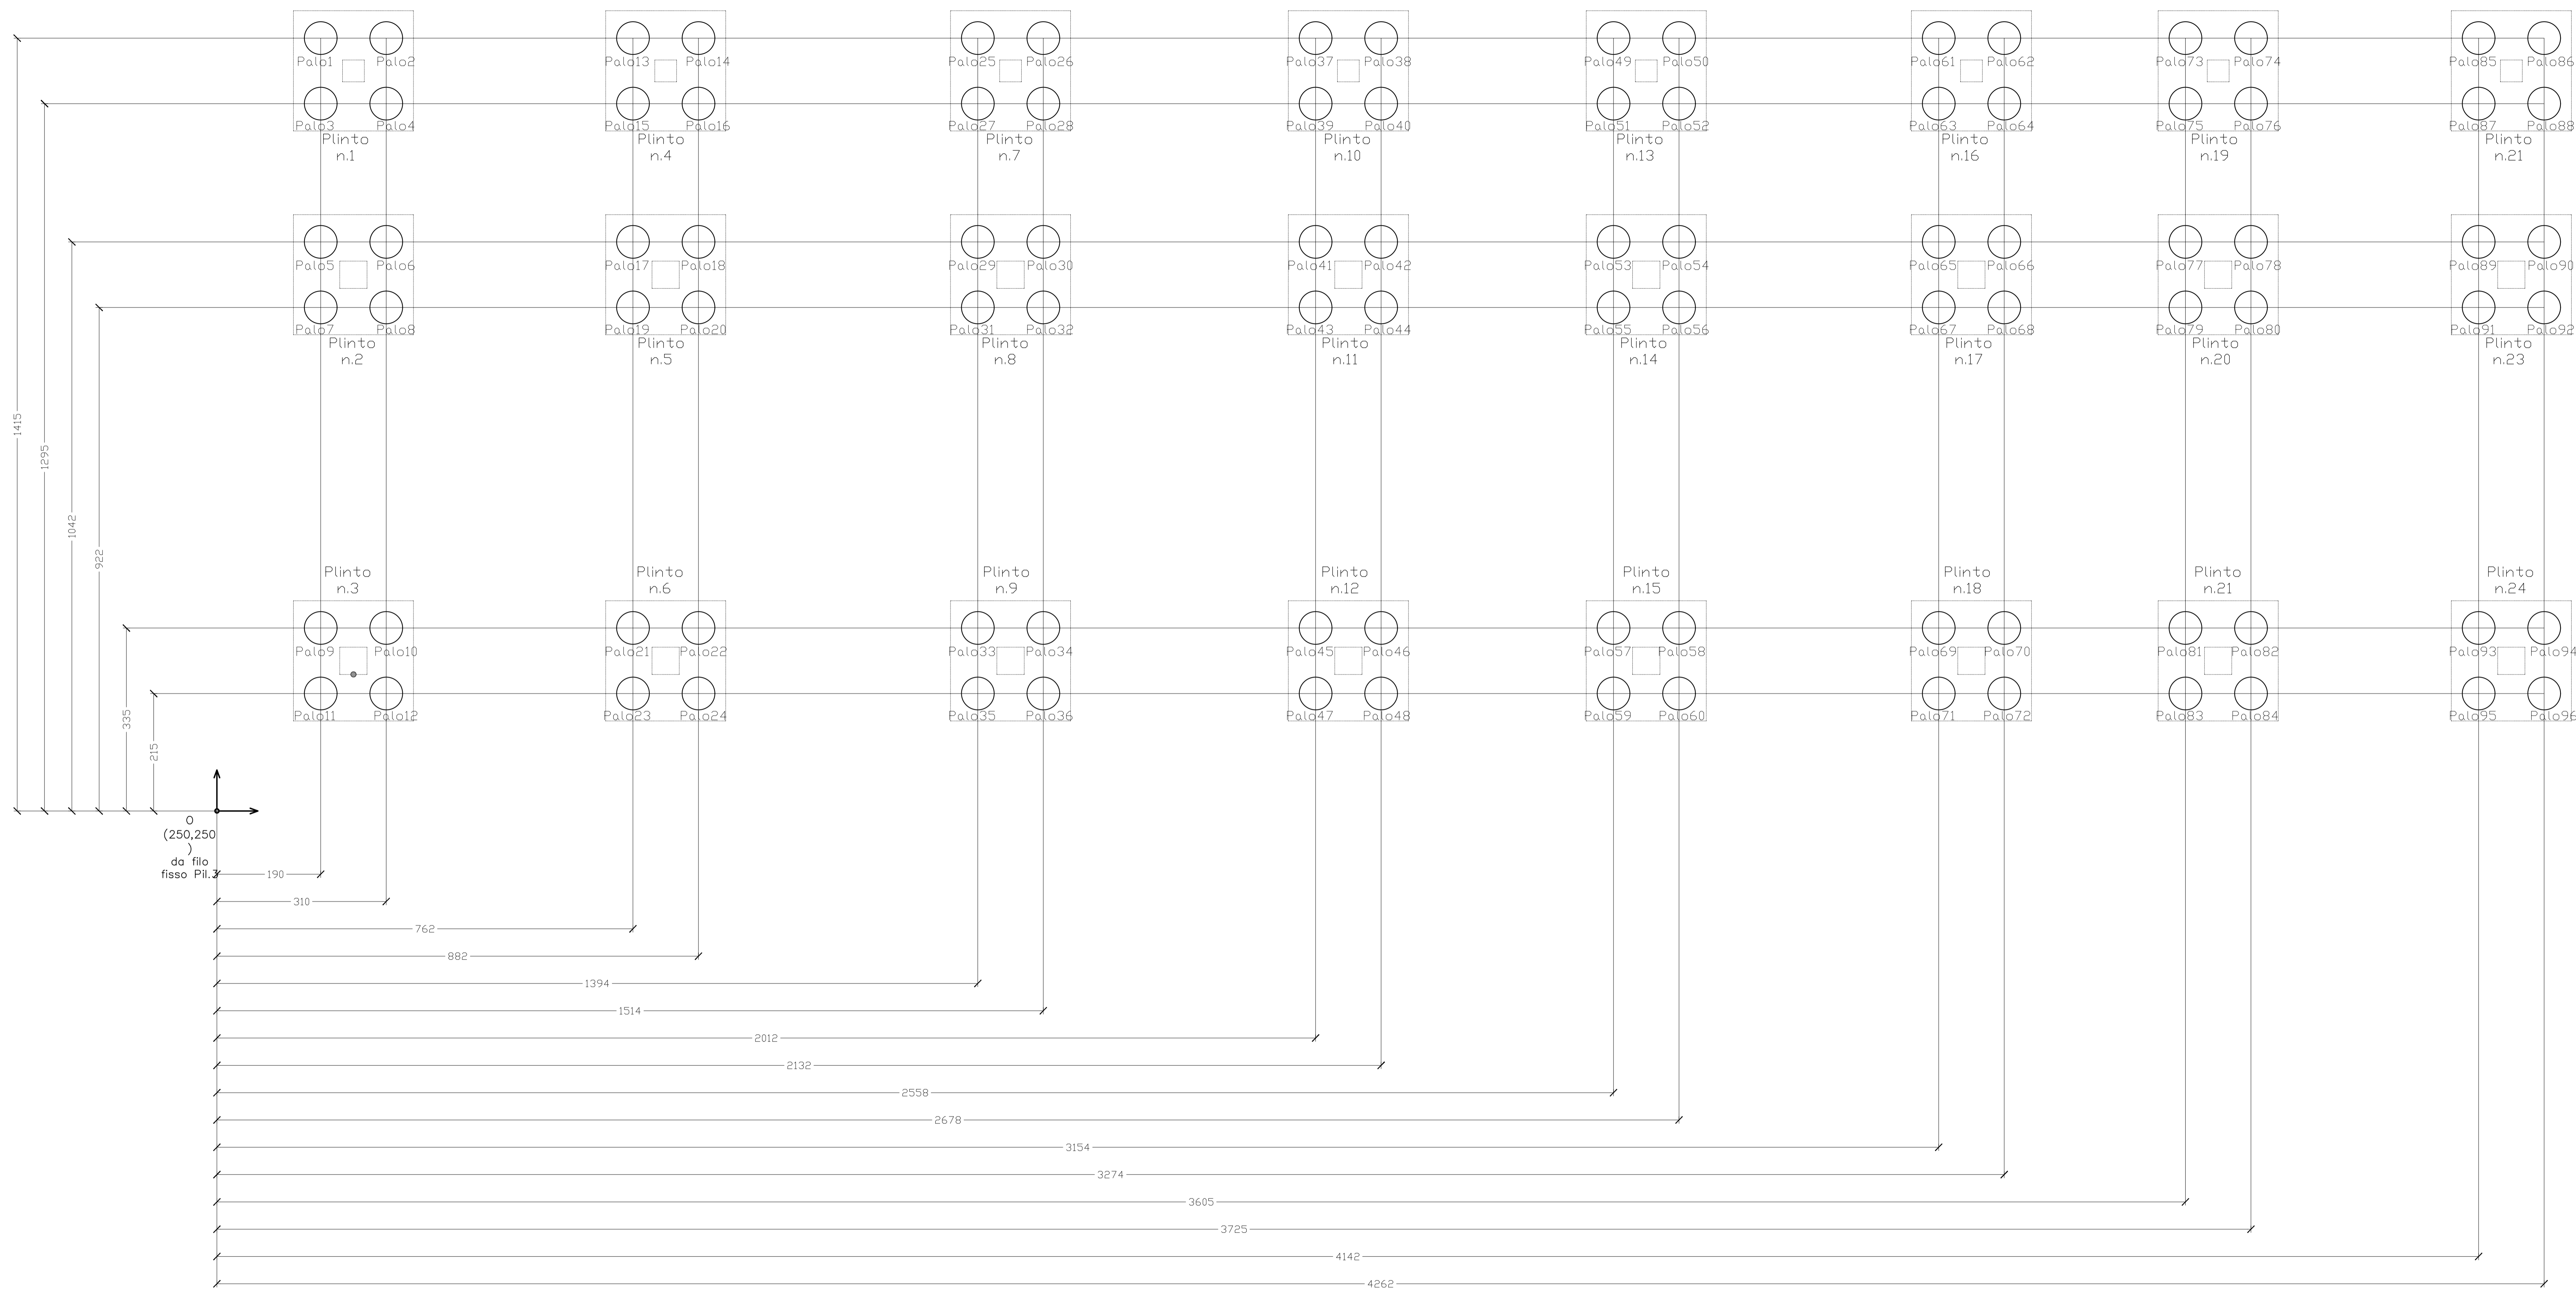 Palo1 Palo2 Palo13 Palo14 Palo25 Palo26 Palo37 Palo38 Palo49 Palo50 Palo61 Palo62 Palo73 Palo74 Palo85 Palo86
Palo3 Palo4 Palo15 Palo16 Palo27 Palo28 Palo39 Palo40 Palo51 Palo52 Palo63 Palo64 Palo75 Palo76 Palo87 Palo88
Plinto Plinto Plinto Plinto Plinto Plinto Plinto Plinto
n.1 n.4 n.7 n.10 n.13 n.16 n.19 n.21
Palo5 Palo6 Palo17 Palo18 Palo29 Palo30 Palo41 Palo42 Palo53 Palo54 Palo65 Palo66 Palo77 Palo78 Palo89 Palo90
Palo7 Palo8 Palo19 Palo20 Palo31 Palo32 Palo43 Palo44 Palo55 Palo56 Palo67 Palo68 Palo79 Palo80 Palo91 Palo92
Plinto Plinto Plinto Plinto Plinto Plinto Plinto Plinto
n.2 n.5 n.8 n.11 n.14 n.17 n.20 n.23
1415
1295
1042
922
Plinto Plinto Plinto Plinto Plinto Plinto Plinto Plinto
n.3 n.6 n.9 n.12 n.15 n.18 n.21 n.24
Palo9 Palo10 Palo21 Palo22 Palo33 Palo34 Palo45 Palo46 Palo57 Palo58 Palo69 Palo70 Palo81 Palo82 Palo93 Palo94
Palo11 Palo12 Palo23 Palo24 Palo35 Palo36 Palo47 Palo48 Palo59 Palo60 Palo71 Palo72 Palo83 Palo84 Palo95 Palo96
335
215
O
(250,250
)
da filo
fisso Pil.3
190
310
762
882
1394
1514
2012
2132
2558
2678
3154
3274
3605
3725
4142
4262